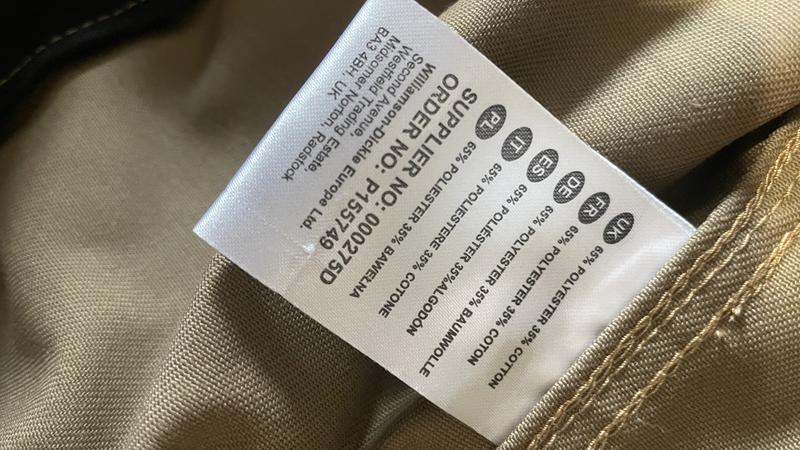 UK 65% POLYESTER 35% COTTON
FR 65% POLYESTER 35% COTON
DE 65% POLYESTER 35% BAUMWOLLE
ES 65% POLIÉSTER 35%ALGODÓN
IT 65% POLIESTERE 35% COTONE
PL 65% POLIESTER 35% BAWEŁNA
SUPPLIER NO: 000275D
ORDER NO: P155749
Williamson-Dickie Europe Ltd.
Second Avenue,
Westfield Trading, Estate,
Midsomer Norton, Radstock
BA3 4BH, UK